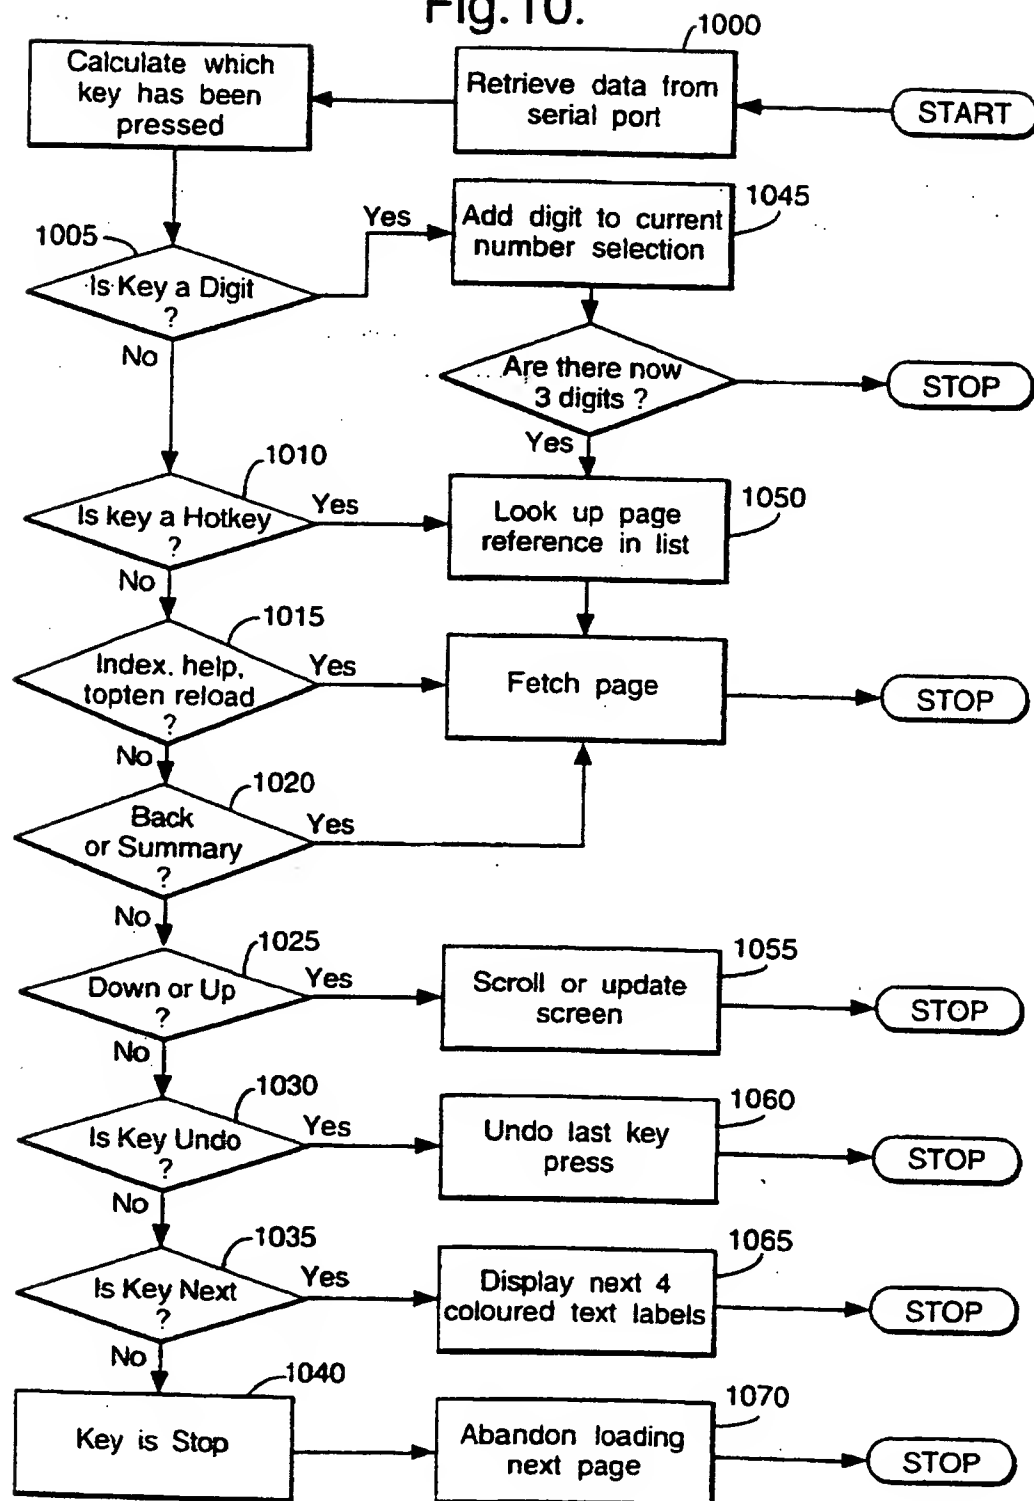 Fig.10.
1000
Calculate which
key has been
pressed
Retrieve data from
serial port
START
1005
Is Key a Digit
?
Yes
No
1045
Add digit to current
number selection
Are there now
3 digits ?
STOP
Yes
1010
Is key a Hotkey
?
Yes
No
1050
Look up page
reference in list
1015
Index. help,
topten reload
?
Yes
No
Fetch page
STOP
1020
Back
or Summary
?
Yes
No
1025
Down or Up
?
Yes
No
1055
Scroll or update
screen
STOP
1030
Is Key Undo
?
Yes
No
1060
Undo last key
press
STOP
1035
Is Key Next
?
Yes
No
1065
Display next 4
coloured text labels
STOP
1040
Key is Stop
1070
Abandon loading
next page
STOP